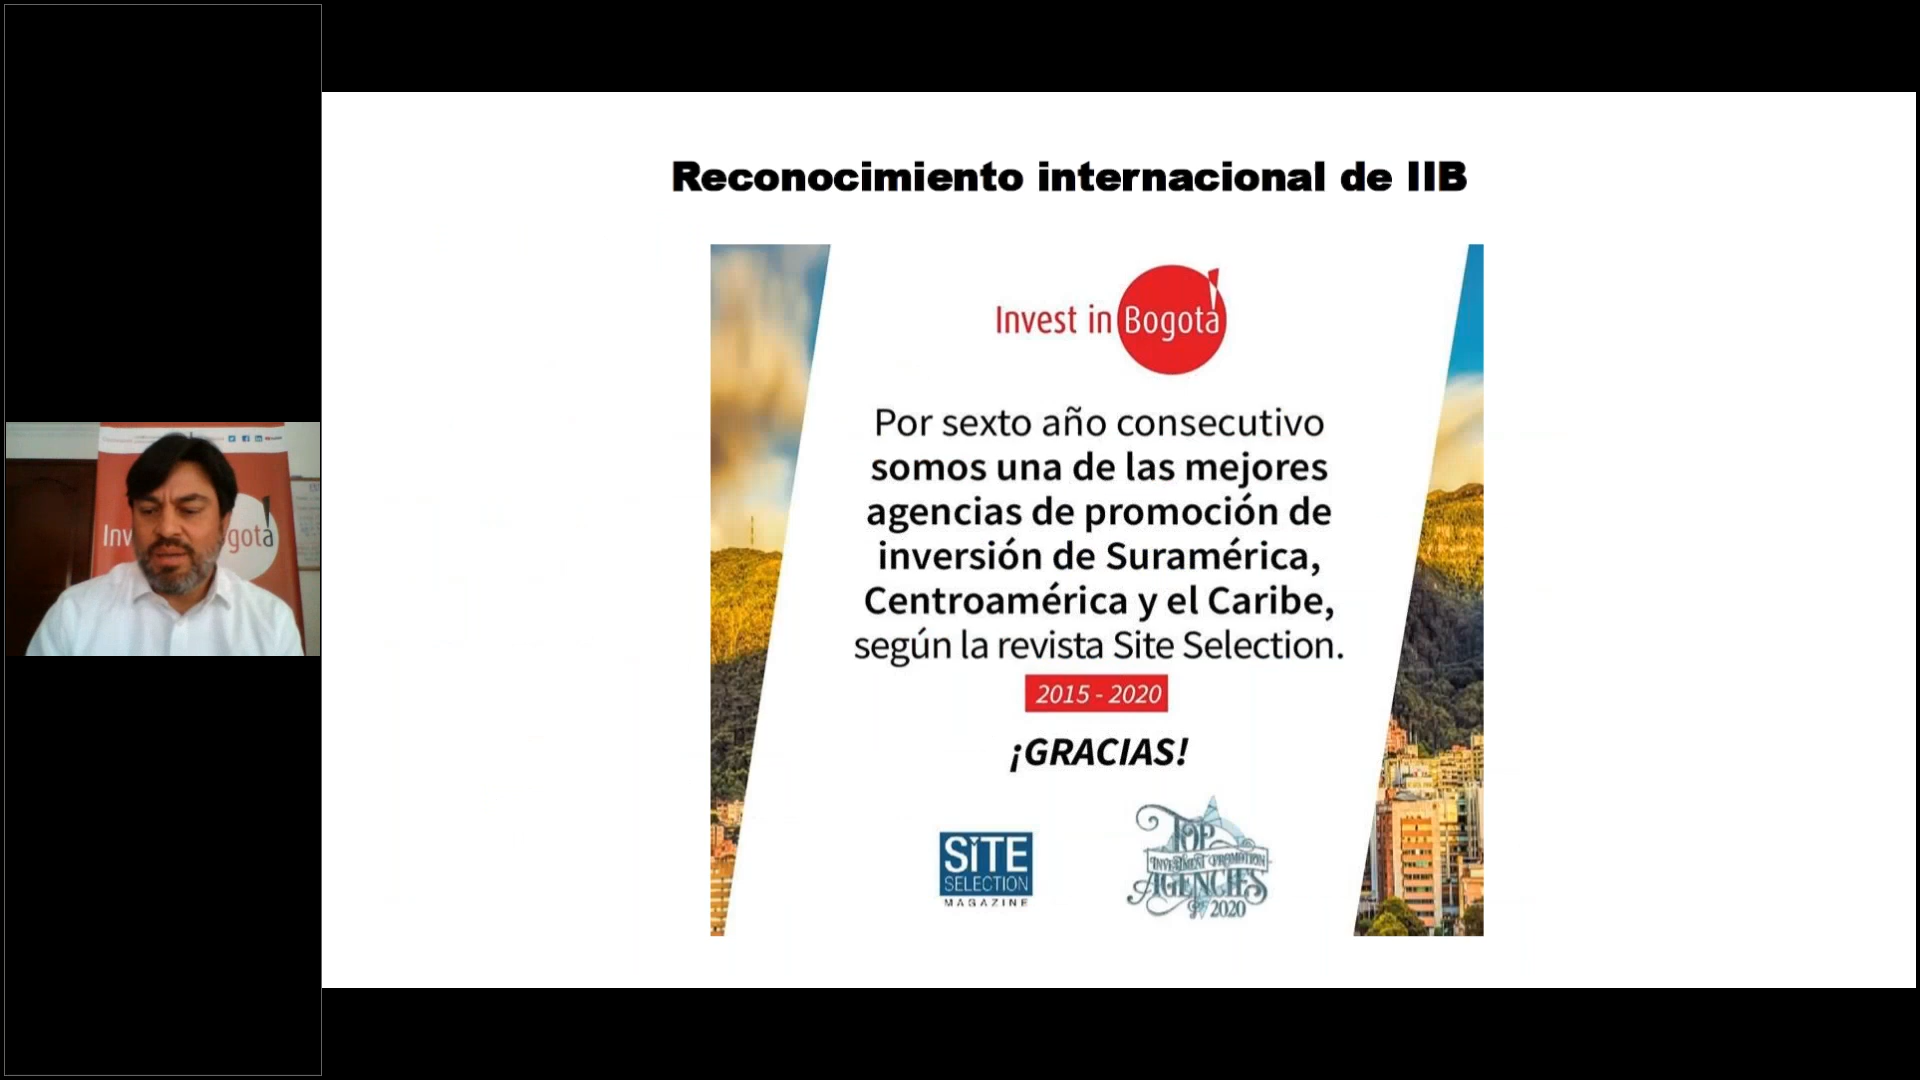 Reconocimiento internacional de IIB
Invest in Bogotá
Por sexto año consecutivo
somos una de las mejores
agencias de promoción de
inversión de Suramérica,
Centroamérica y el Caribe,
según la revista Site Selection.
2015 - 2020
¡GRACIAS!
SiTE
SELECTION
MAGAZINE
TOP
INVESTMENT PROMOTION
AGENCIES
2020
Inv
gotá